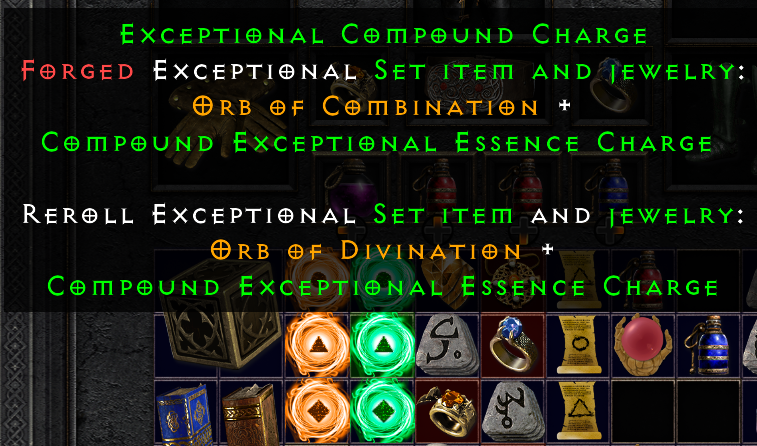 Exceptional Compound Charge
Forged Exceptional Set item and jewelry:
Orb of Combination +
Compound Exceptional Essence Charge
Reroll Exceptional Set item and jewelry:
Orb of Divination +
Compound Exceptional Essence Charge